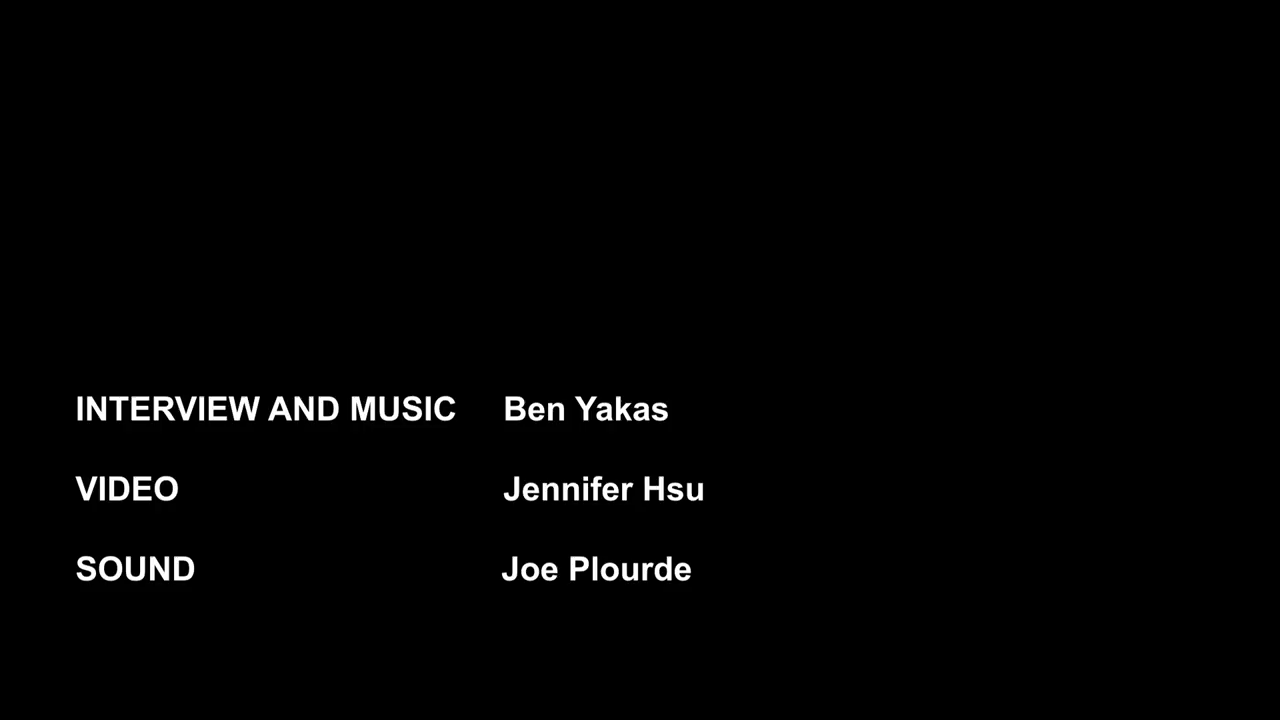 INTERVIEW AND MUSIC Ben Yakas
VIDEO Jennifer Hsu
SOUND Joe Plourde